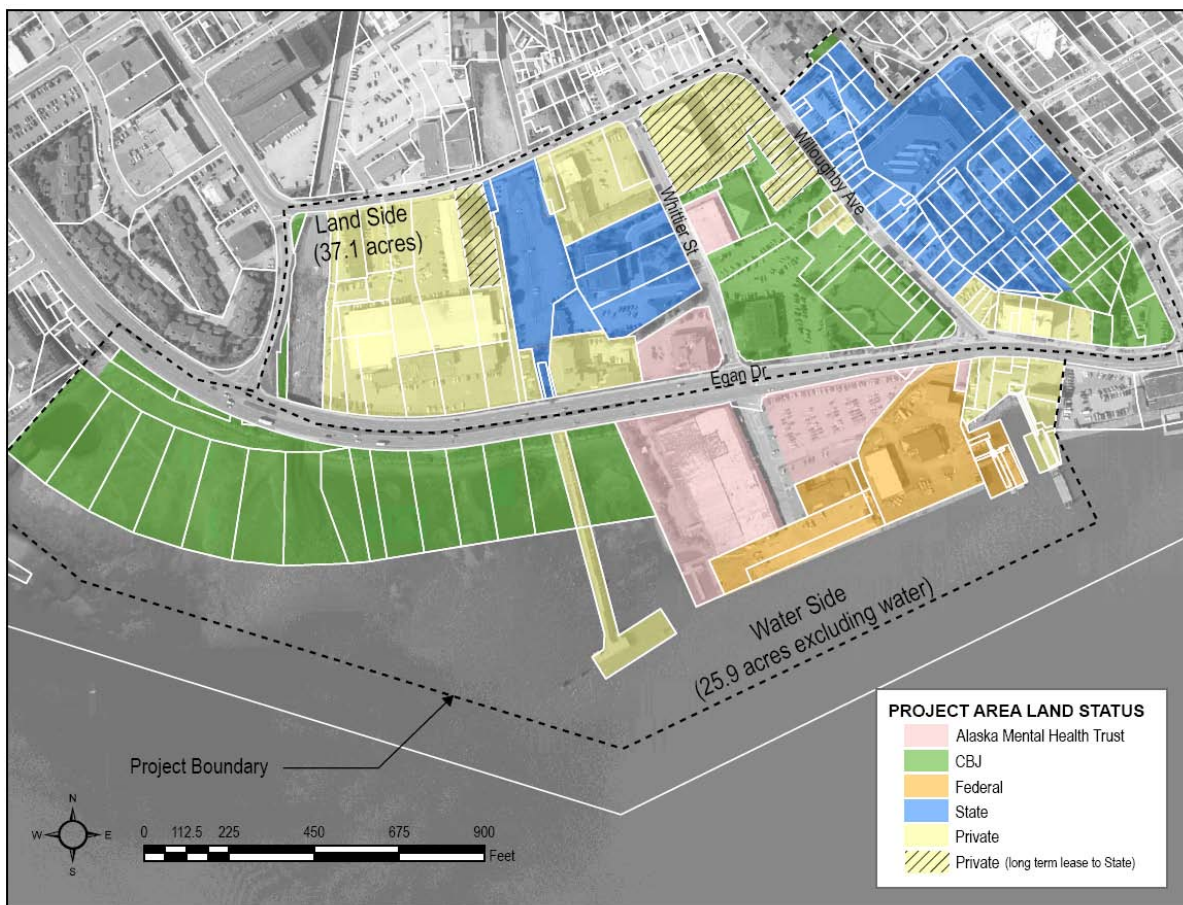 Land Side
(37.1 acres)
Whittier St
Willoughby Ave
Egan Dr
Water Side
(25.9 acres excluding water)
Project Boundary
N
W E
S
0 112.5 225 450 675 900
Feet
PROJECT AREA LAND STATUS
Alaska Mental Health Trust
CBJ
Federal
State
Private
Private (long term lease to State)